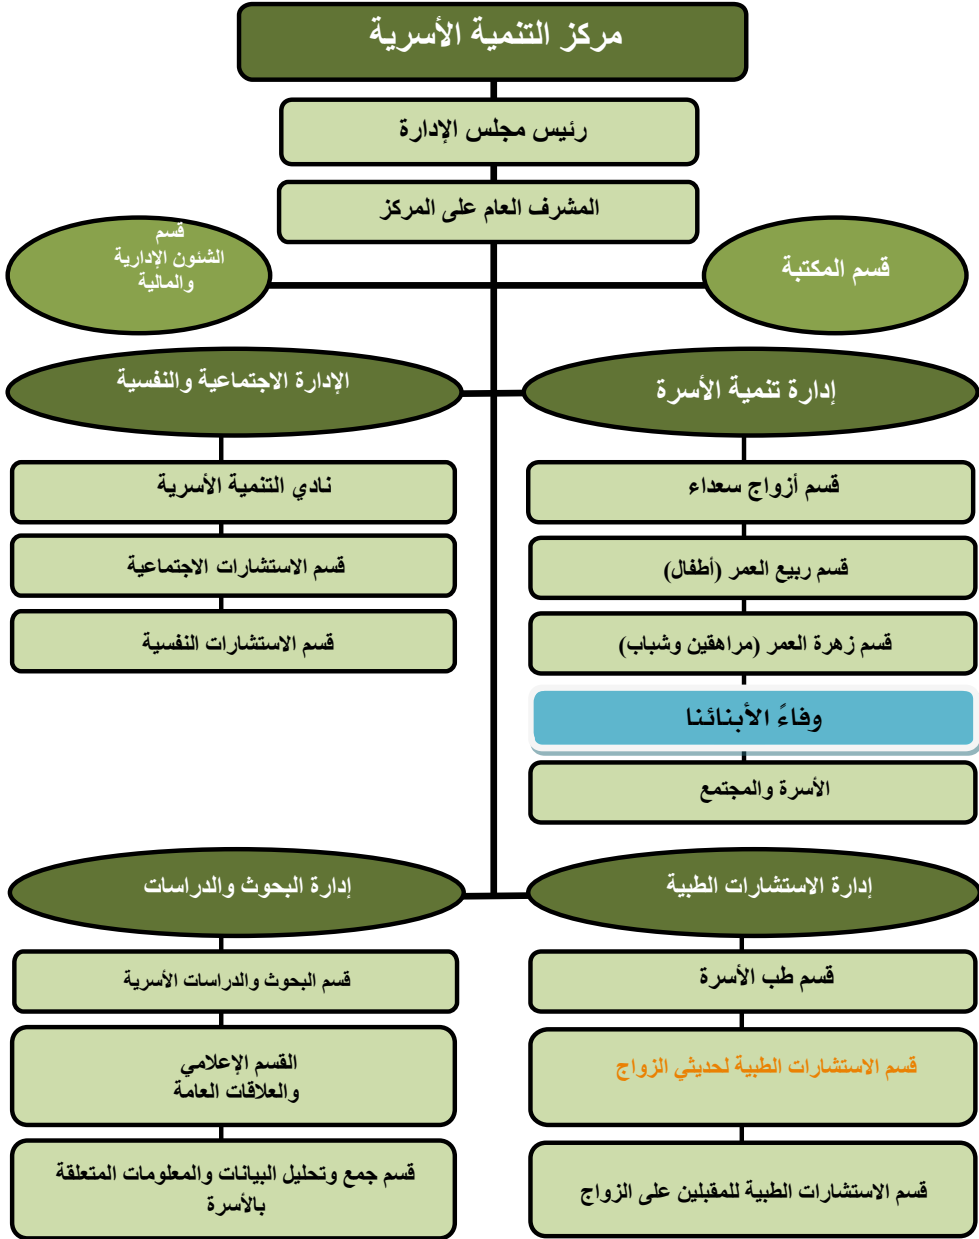 مركز التنمية الأسرية
رئيس مجلس الإدارة
المشرف العام على المركز
قسم المكتبة
قسم
الشئون الإدارية
والمالية
إدارة تنمية الأسرة
قسم أزواج سعداء
قسم ربيع العمر (أطفال)
قسم زهرة العمر (مراهقين وشباب)
وفاءً الأبنائنا
الأسرة والمجتمع
الإدارة الاجتماعية والنفسية
نادي التنمية الأسرية
قسم الاستشارات الاجتماعية
قسم الاستشارات النفسية
إدارة الاستشارات الطبية
قسم طب الأسرة
قسم الاستشارات الطبية لحديثي الزواج
قسم الاستشارات الطبية للمقبلين على الزواج
إدارة البحوث والدراسات
قسم البحوث والدراسات الأسرية
القسم الإعلامي
والعلاقات العامة
قسم جمع وتحليل البيانات والمعلومات المتعلقة
بالأسرة